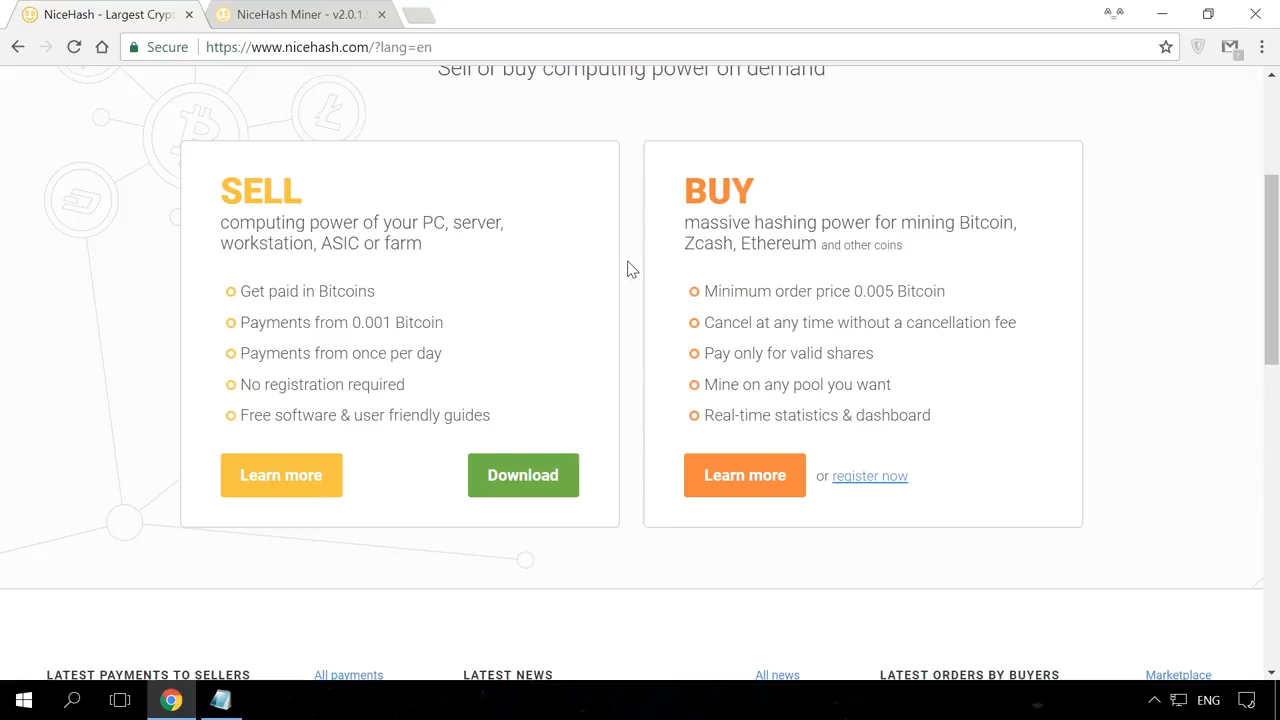 NiceHash - Largest Crypt
NiceHash Miner - v2.0.1.
Secure
https://www.nicehash.com/?lang=en
Sell or buy computing power on demand
SELL
computing power of your PC, server,
workstation, ASIC or farm
Get paid in Bitcoins
Payments from 0.001 Bitcoin
Payments from once per day
No registration required
Free software & user friendly guides
Learn more
Download
BUY
massive hashing power for mining Bitcoin,
Zcash, Ethereum and other coins
Minimum order price 0.005 Bitcoin
Cancel at any time without a cancellation fee
Pay only for valid shares
Mine on any pool you want
Real-time statistics & dashboard
Learn more or register now
LATEST PAYMENTS TO SELLERS All payments
LATEST NEWS All news
LATEST ORDERS BY BUYERS Marketplace
ENG